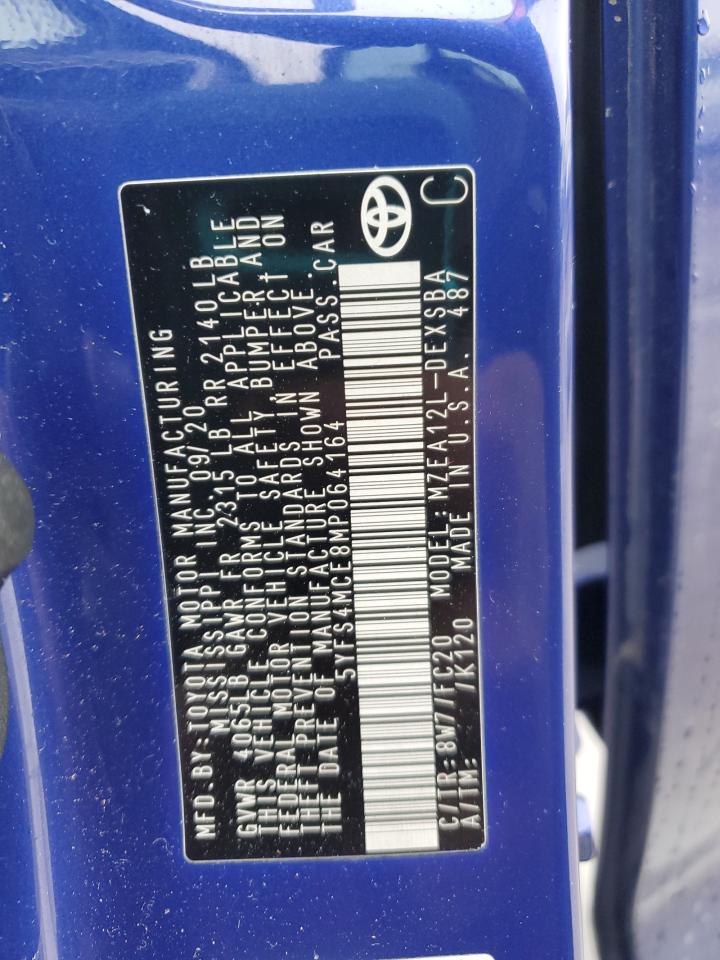 MFD.BY:TOYOTA MOTOR MANUFACTURING
MISSISSIPPI INC. 09/20
GVWR 4065LB GAWR FR 2315 LB RR 2140LB
THIS VEHICLE CONFORMS TO ALL APPLICABLE
FEDERAL MOTOR VEHICLE SAFETY, BUMPER, AND
THEFT PREVENTION STANDARDS IN EFFECT ON
THE DATE OF MANUFACTURE SHOWN ABOVE.
5YFS4MCE8MP064164 PASS.CAR
C/TR:8W7/FC20 MODEL:MZEA12L-DEXSBA
A/TM: /K120 MADE IN U.S.A. 487
C